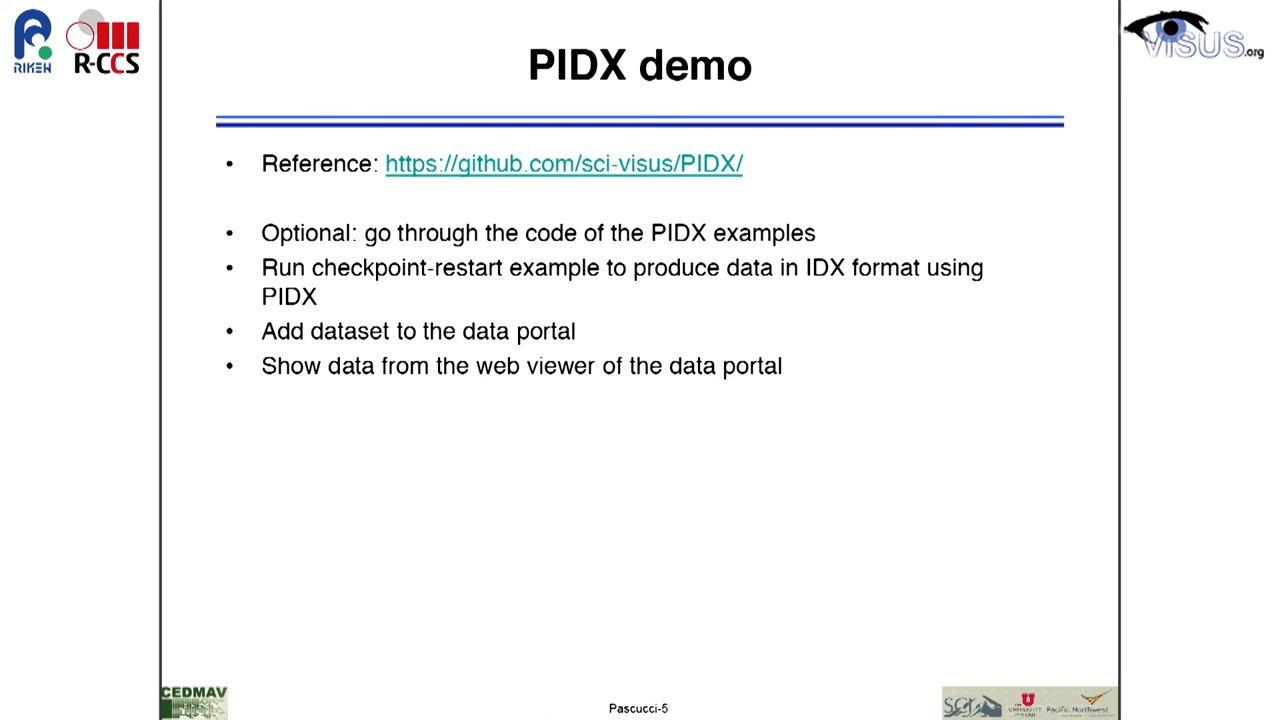 RIKEN
R-CCS
VISUS.org
PIDX demo
• Reference: https://github.com/sci-visus/PIDX/
• Optional: go through the code of the PIDX examples
• Run checkpoint-restart example to produce data in IDX format using
PIDX
• Add dataset to the data portal
• Show data from the web viewer of the data portal
CEDMAV
Pascucci-5
SCI
Pacific Northwest